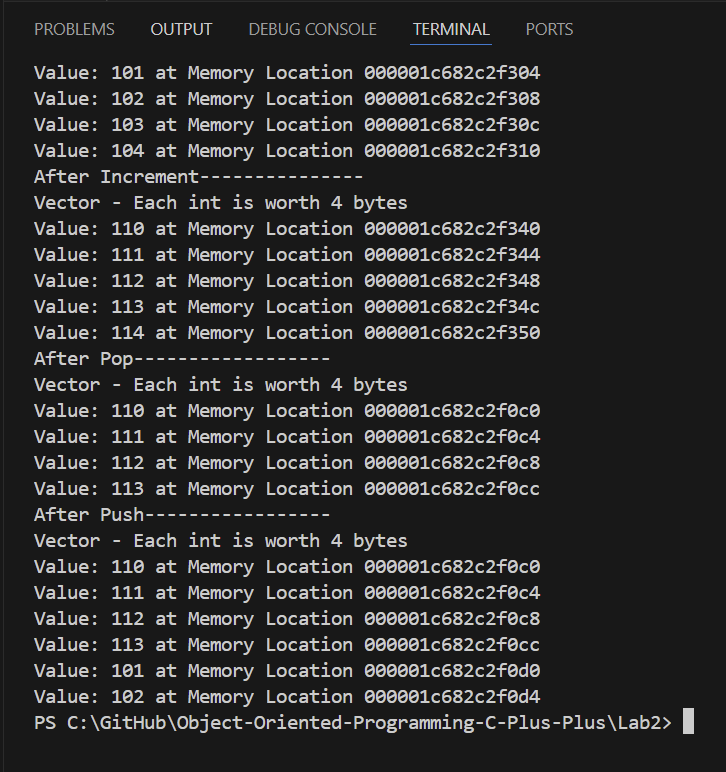 PROBLEMS OUTPUT DEBUG CONSOLE TERMINAL PORTS
Value: 101 at Memory Location 000001c682c2f304
Value: 102 at Memory Location 000001c682c2f308
Value: 103 at Memory Location 000001c682c2f30c
Value: 104 at Memory Location 000001c682c2f310
After Increment---------------
Vector - Each int is worth 4 bytes
Value: 110 at Memory Location 000001c682c2f340
Value: 111 at Memory Location 000001c682c2f344
Value: 112 at Memory Location 000001c682c2f348
Value: 113 at Memory Location 000001c682c2f34c
Value: 114 at Memory Location 000001c682c2f350
After Pop------------------
Vector - Each int is worth 4 bytes
Value: 110 at Memory Location 000001c682c2f0c0
Value: 111 at Memory Location 000001c682c2f0c4
Value: 112 at Memory Location 000001c682c2f0c8
Value: 113 at Memory Location 000001c682c2f0cc
After Push-----------------
Vector - Each int is worth 4 bytes
Value: 110 at Memory Location 000001c682c2f0c0
Value: 111 at Memory Location 000001c682c2f0c4
Value: 112 at Memory Location 000001c682c2f0c8
Value: 113 at Memory Location 000001c682c2f0cc
Value: 101 at Memory Location 000001c682c2f0d0
Value: 102 at Memory Location 000001c682c2f0d4
PS C:\GitHub\Object-Oriented-Programming-C-Plus-Plus\Lab2>